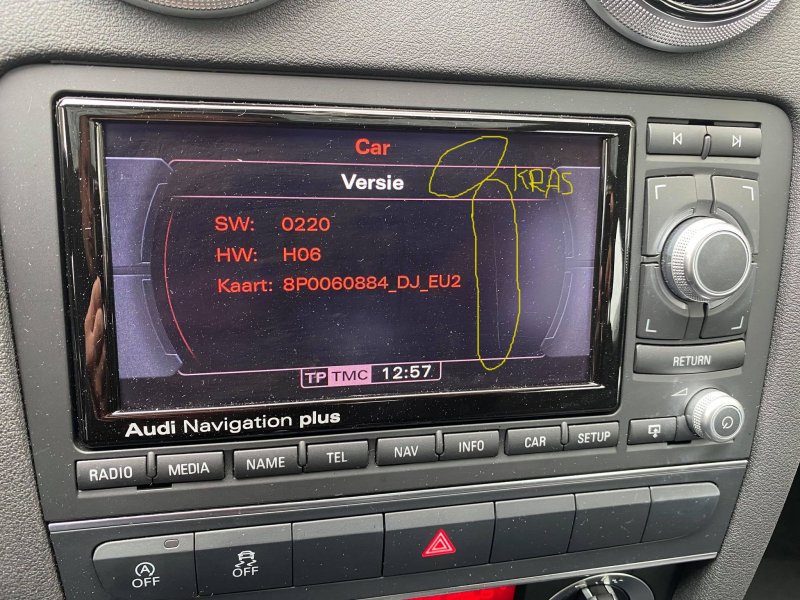 Car
Versie
KRAS
SW: 0220
HW: H06
Kaart: 8P0060884_DJ_EU2
TP TMC 12:57
Audi Navigation plus
RETURN
RADIO MEDIA NAME TEL NAV INFO CAR SETUP
OFF OFF